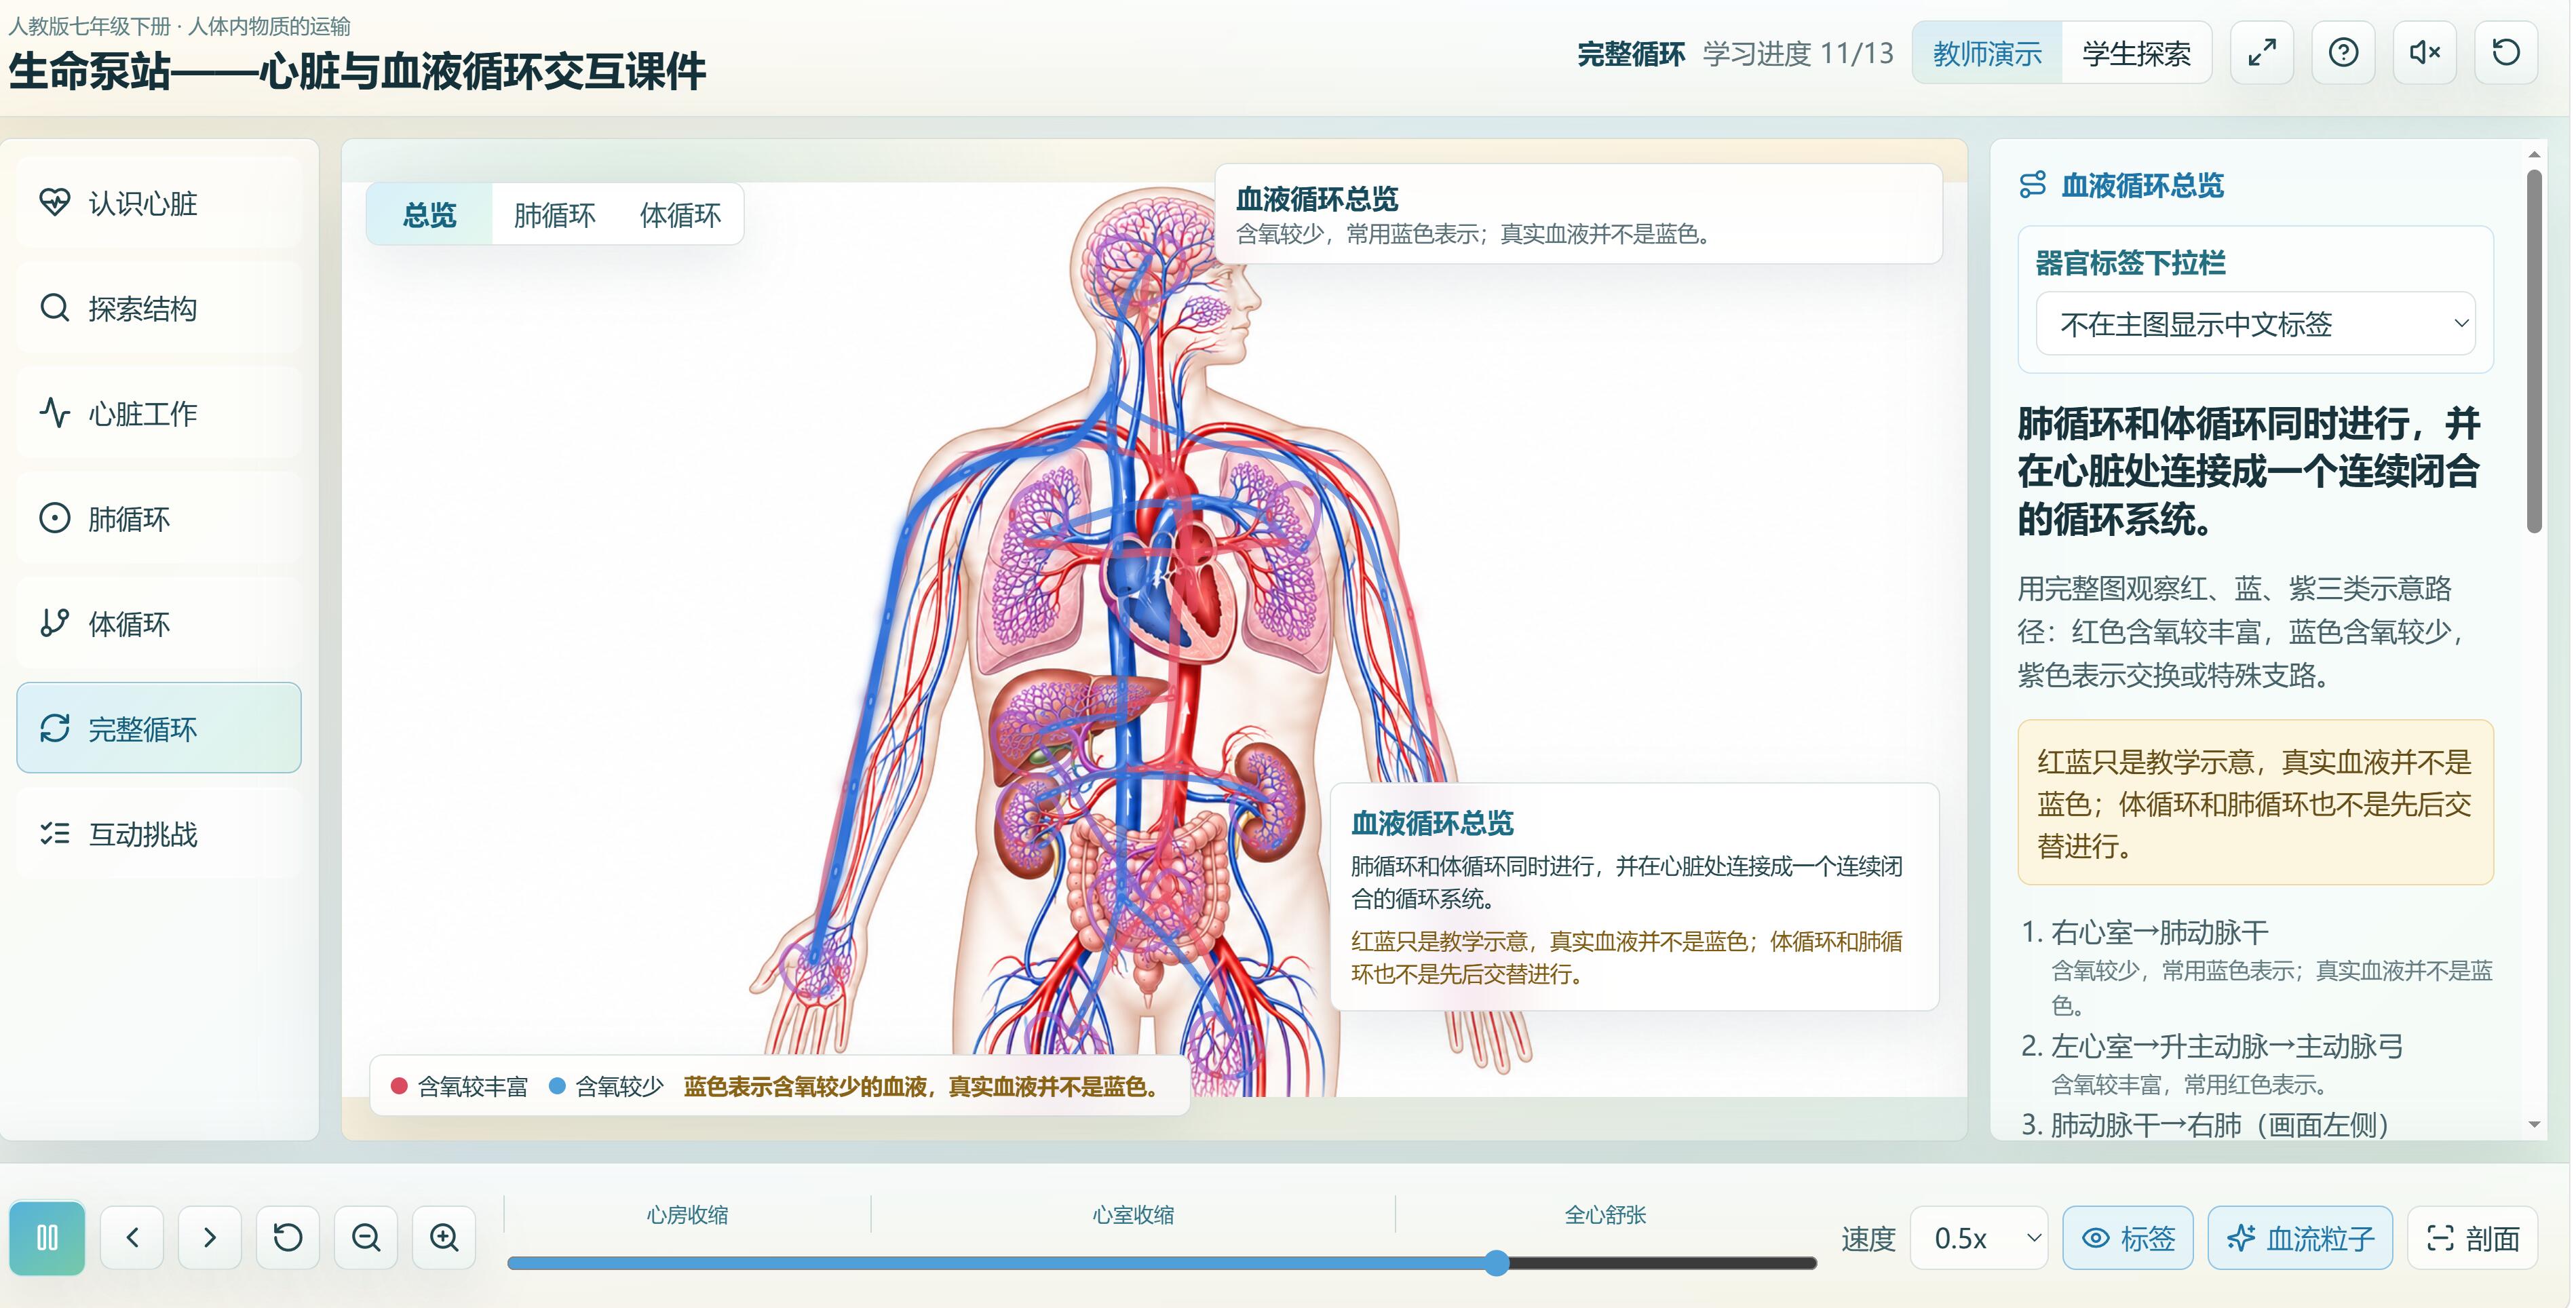 人教版七年级下册 · 人体内物质的运输
生命泵站——心脏与血液循环交互课件
完整循环 学习进度 11/13
教师演示 学生探索
认识心脏
探索结构
心脏工作
肺循环
体循环
完整循环
互动挑战
总览 肺循环 体循环
血液循环总览
含氧较少，常用蓝色表示；真实血液并不是蓝色。
血液循环总览
肺循环和体循环同时进行，并在心脏处连接成一个连续闭
合的循环系统。
红蓝只是教学示意，真实血液并不是蓝色；体循环和肺循
环也不是先后交替进行。
含氧较丰富 含氧较少 蓝色表示含氧较少的血液，真实血液并不是蓝色。
血液循环总览
器官标签下拉栏
不在主图显示中文标签
肺循环和体循环同时进行，并
在心脏处连接成一个连续闭合
的循环系统。
用完整图观察红、蓝、紫三类示意路
径：红色含氧较丰富，蓝色含氧较少，
紫色表示交换或特殊支路。
红蓝只是教学示意，真实血液并不是
蓝色；体循环和肺循环也不是先后交
替进行。
1. 右心室→肺动脉干
含氧较少，常用蓝色表示；真实血液并不是蓝
色。
2. 左心室→升主动脉→主动脉弓
含氧较丰富，常用红色表示。
3. 肺动脉干→右肺（画面左侧）
心房收缩 心室收缩 全心舒张
速度 0.5x 标签 血流粒子 剖面